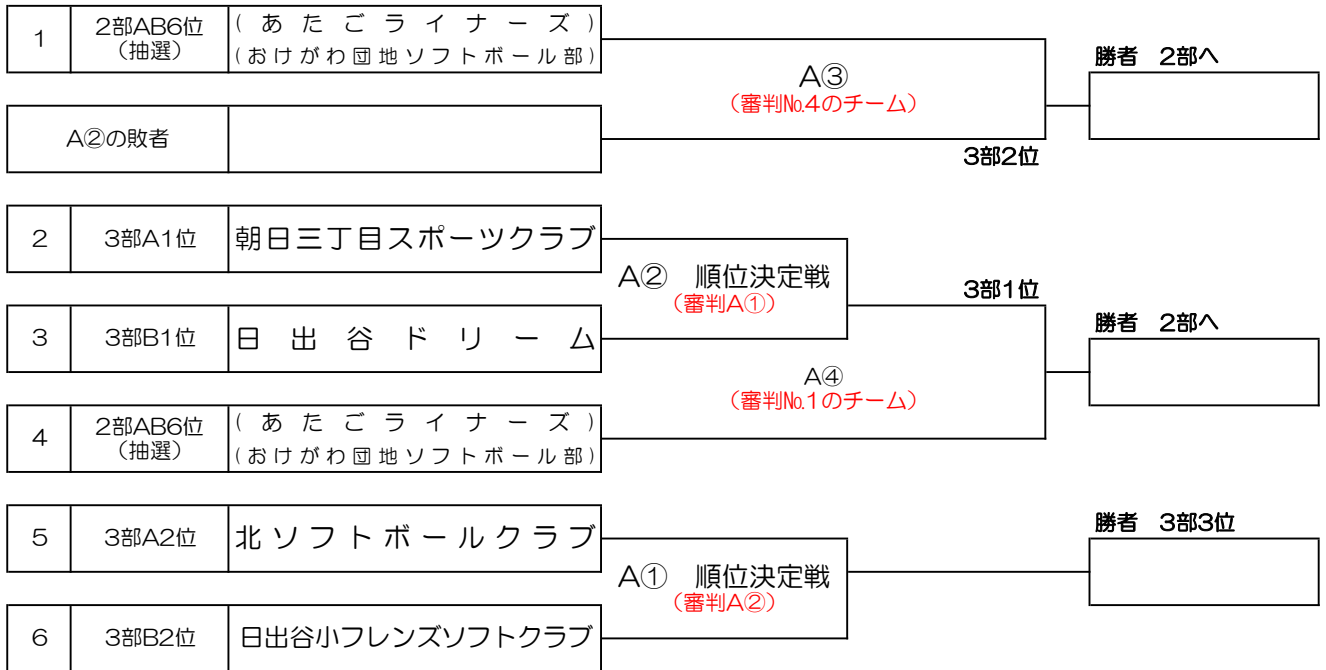 1
2部AB6位
（抽選）
(あたごライナーズ)
(おけがわ団地ソフトボール部)
A③
（審判№4のチーム）
勝者　2部へ
A②の敗者
3部2位
2
3部A1位
朝日三丁目スポーツクラブ
A②　順位決定戦
（審判A①）
3部1位
3
3部B1位
日出谷ドリーム
勝者　2部へ
A④
（審判№1のチーム）
4
2部AB6位
（抽選）
(あたごライナーズ)
(おけがわ団地ソフトボール部)
5
3部A2位
北ソフトボールクラブ
勝者　3部3位
A①　順位決定戦
（審判A②）
6
3部B2位
日出谷小フレンズソフトクラブ